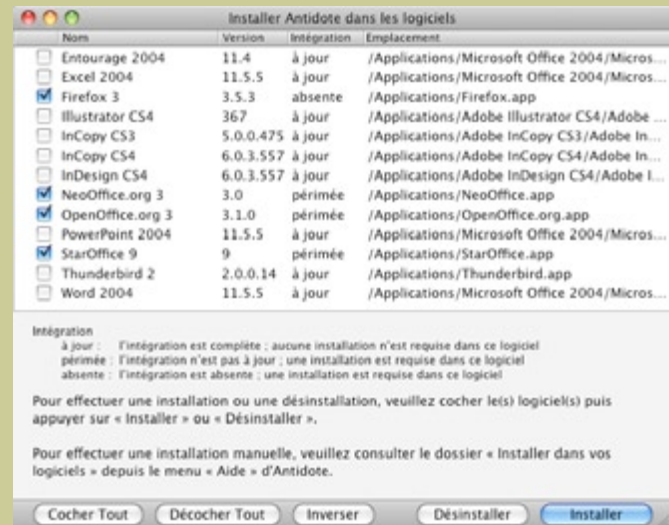 Installer Antidote dans les logiciels
Nom Version Intégration Emplacement
Entourage 2004 11.4 à jour /Applications/Microsoft Office 2004/Micros...
Excel 2004 11.5.5 à jour /Applications/Microsoft Office 2004/Micros...
Firefox 3 3.5.3 absente /Applications/Firefox.app
Illustrator CS4 367 à jour /Applications/Adobe Illustrator CS4/Adobe ...
InCopy CS3 5.0.0.475 à jour /Applications/Adobe InCopy CS3/Adobe In...
InCopy CS4 6.0.3.557 à jour /Applications/Adobe InCopy CS4/Adobe In...
InDesign CS4 6.0.3.557 à jour /Applications/Adobe InDesign CS4/Adobe I...
NeoOffice.org 3 3.0 périmée /Applications/NeoOffice.app
OpenOffice.org 3 3.1.0 périmée /Applications/OpenOffice.org.app
PowerPoint 2004 11.5.5 à jour /Applications/Microsoft Office 2004/Micros...
StarOffice 9 9 périmée /Applications/StarOffice.app
Thunderbird 2 2.0.0.14 à jour /Applications/Thunderbird.app
Word 2004 11.5.5 à jour /Applications/Microsoft Office 2004/Micros...
Intégration
à jour : l'intégration est complète ; aucune installation n'est requise dans ce logiciel
périmée : l'intégration n'est pas à jour ; une installation est requise dans ce logiciel
absente : l'intégration est absente ; une installation est requise dans ce logiciel
Pour effectuer une installation ou une désinstallation, veuillez cocher le(s) logiciel(s) puis
appuyer sur « Installer » ou « Désinstaller ».
Pour effectuer une installation manuelle, veuillez consulter le dossier « Installer dans vos
logiciels » depuis le menu « Aide » d'Antidote.
Cocher Tout Décocher Tout Inverser Désinstaller Installer